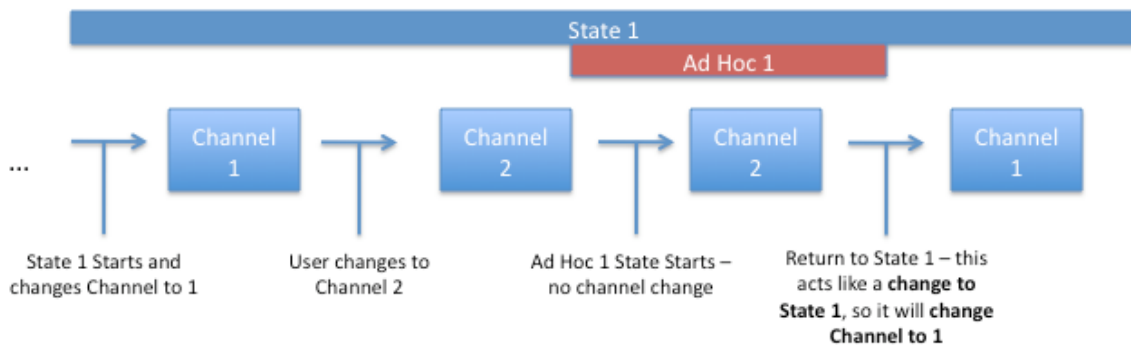 State 1
Ad Hoc 1
...
Channel
1
Channel
2
Channel
2
Channel
1
State 1 Starts and
changes Channel to 1
User changes to
Channel 2
Ad Hoc 1 State Starts –
no channel change
Return to State 1 – this
acts like a change to
State 1, so it will change
Channel to 1